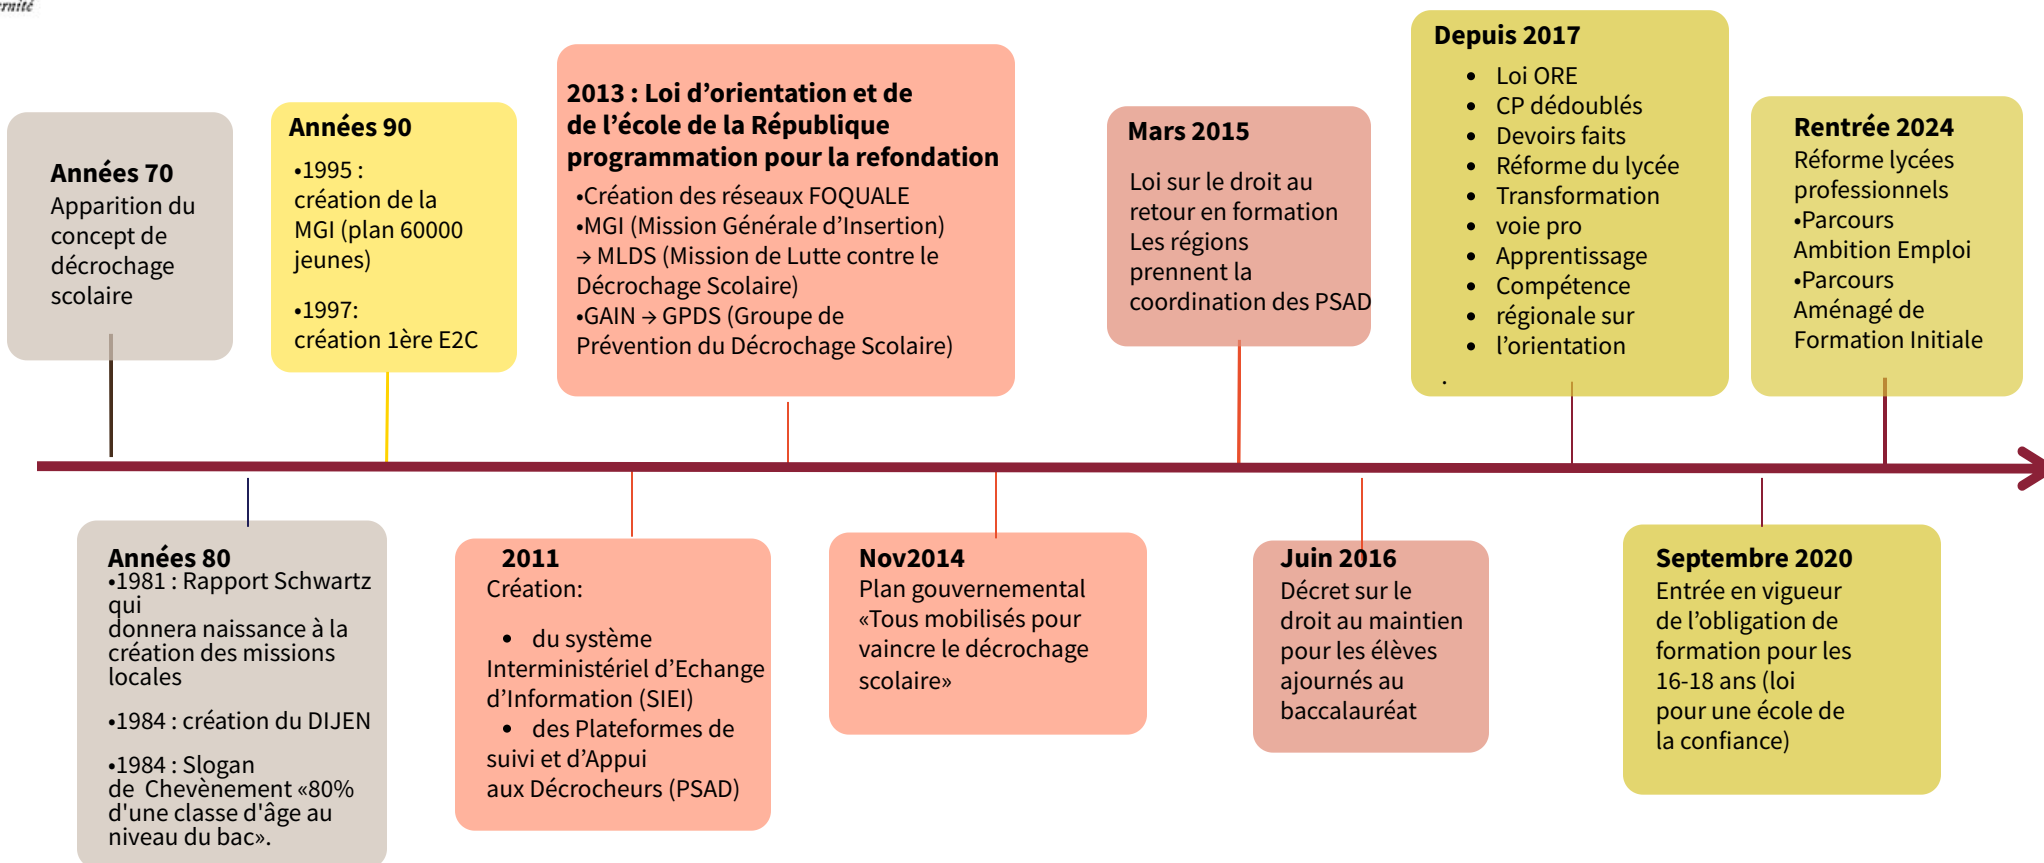 Années 70
Apparition du
concept de
décrochage
scolaire
Années 80
•1981 : Rapport Schwartz
qui
donnera naissance à la
création des missions
locales
•1984 : création du DIJEN
•1984 : Slogan
de Chevènement «80%
d'une classe d'âge au
niveau du bac».
Années 90
•1995 :
création de la
MGI (plan 60000
jeunes)
•1997:
création 1ère E2C
2011
Création:
• du système
Interministériel d’Echange
d’Information (SIEI)
• des Plateformes de
suivi et d’Appui
aux Décrocheurs (PSAD)
2013 : Loi d’orientation et de
de l’école de la République
programmation pour la refondation
•Création des réseaux FOQUALE
•MGI (Mission Générale d’Insertion)
→ MLDS (Mission de Lutte contre le
Décrochage Scolaire)
•GAIN → GPDS (Groupe de
Prévention du Décrochage Scolaire)
Nov2014
Plan gouvernemental
«Tous mobilisés pour
vaincre le décrochage
scolaire»
Mars 2015
Loi sur le droit au
retour en formation
Les régions
prennent la
coordination des PSAD
Juin 2016
Décret sur le
droit au maintien
pour les élèves
ajournés au
baccalauréat
Depuis 2017
• Loi ORE
• CP dédoublés
• Devoirs faits
• Réforme du lycée
• Transformation
• voie pro
• Apprentissage
• Compétence
• régionale sur
• l’orientation
.
Septembre 2020
Entrée en vigueur
de l’obligation de
formation pour les
16-18 ans (loi
pour une école de
la confiance)
Rentrée 2024
Réforme lycées
professionnels
•Parcours
Ambition Emploi
•Parcours
Aménagé de
Formation Initiale